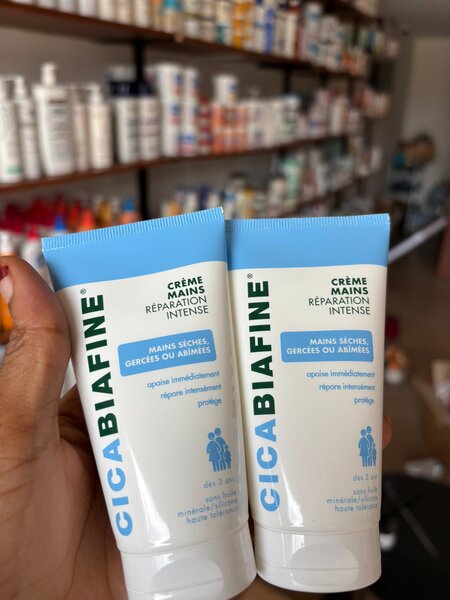 CICABIAFINE®
CRÈME
MAINS
RÉPARATION
INTENSE
MAINS SÈCHES,
GERCÉES OU ABÎMÉES
apaise immédiatement
répare intensément
protège
dès 3 ans
sans huile
minérale/silicone
haute tolérance
CICABIAFINE®
CRÈME
MAINS
RÉPARATION
INTENSE
MAINS SÈCHES,
GERCÉES OU ABÎMÉES
apaise immédiatement
répare intensément
protège
dès 3 ans
sans huile
minérale/silicone
haute tolérance